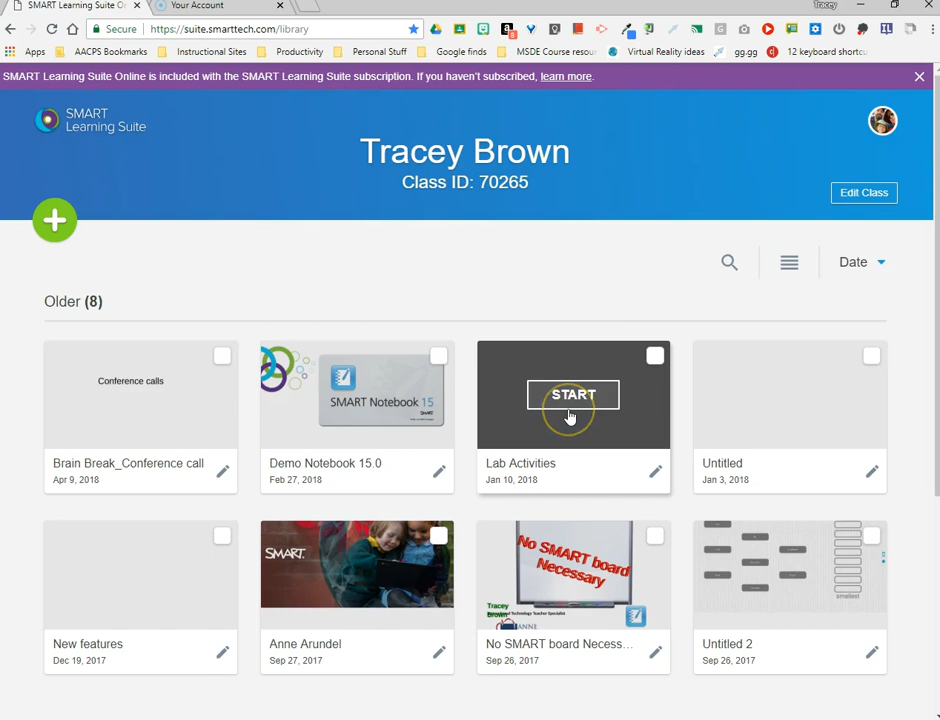 SMART Learning Suite On
Your Account
Tracey
Secure
https://suite.smarttech.com/library
Apps
AACPS Bookmarks
Instructional Sites
Productivity
Personal Stuff
Google finds
MSDE Course resou
Virtual Reality ideas
gg.gg
12 keyboard shortcu
SMART Learning Suite Online is included with the SMART Learning Suite subscription. If you haven't subscribed, learn more.
SMART
Learning Suite
Tracey Brown
Class ID: 70265
Edit Class
Date
Older (8)
Conference calls
SMART Notebook 15
START
Brain Break_Conference call
Apr 9, 2018
Demo Notebook 15.0
Feb 27, 2018
Lab Activities
Jan 10, 2018
Untitled
Jan 3, 2018
SMART
No SMART board
Necessary
Tracey
Brown
smallest
New features
Dec 19, 2017
Anne Arundel
Sep 27, 2017
No SMART board Necess...
Sep 26, 2017
Untitled 2
Sep 26, 2017